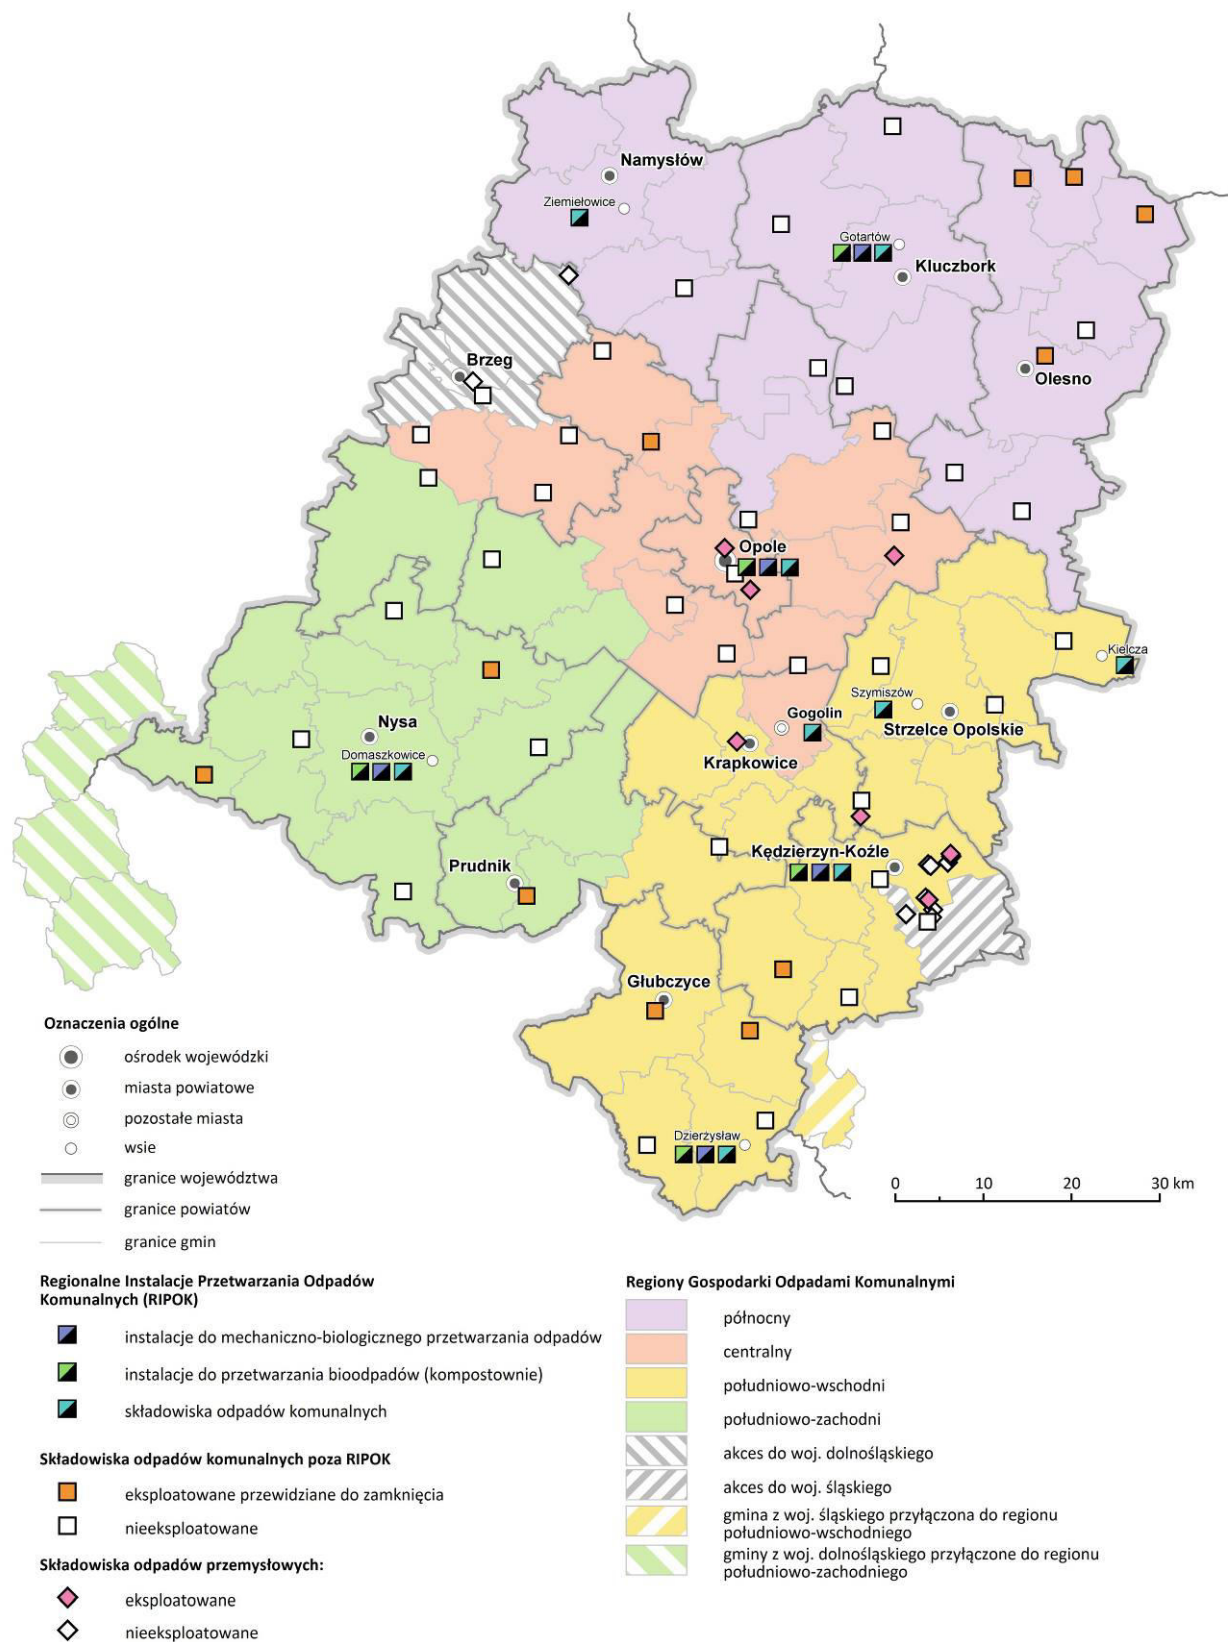 Namysłów
Ziemiełowice
Gotartów
Kluczbork
Brzeg
Olesno
Opole
Kielcza
Szymiszów
Nysa
Gogolin
Strzelce Opolskie
Domaszkowice
Krapkowice
Prudnik
Kędzierzyn-Koźle
Głubczyce
Dzierżysław
0 10 20 30 km
Oznaczenia ogólne
ośrodek wojewódzki
miasta powiatowe
pozostałe miasta
wsie
granice województwa
granice powiatów
granice gmin
Regionalne Instalacje Przetwarzania Odpadów
Komunalnych (RIPOK)
instalacje do mechaniczno-biologicznego przetwarzania odpadów
instalacje do przetwarzania bioodpadów (kompostownie)
składowiska odpadów komunalnych
Składowiska odpadów komunalnych poza RIPOK
eksploatowane przewidziane do zamknięcia
nieeksploatowane
Składowiska odpadów przemysłowych:
eksploatowane
nieeksploatowane
Regiony Gospodarki Odpadami Komunalnymi
północny
centralny
południowo-wschodni
południowo-zachodni
akces do woj. dolnośląskiego
akces do woj. śląskiego
gmina z woj. śląskiego przyłączona do regionu
południowo-wschodniego
gminy z woj. dolnośląskiego przyłączone do regionu
południowo-zachodniego